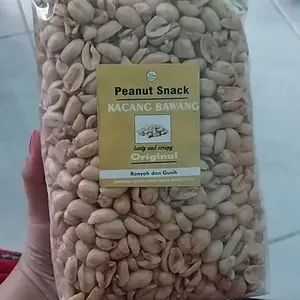 Peanut Snack
KACANG BAWANG
tasty and crispy
Original
Renyah dan Gurih